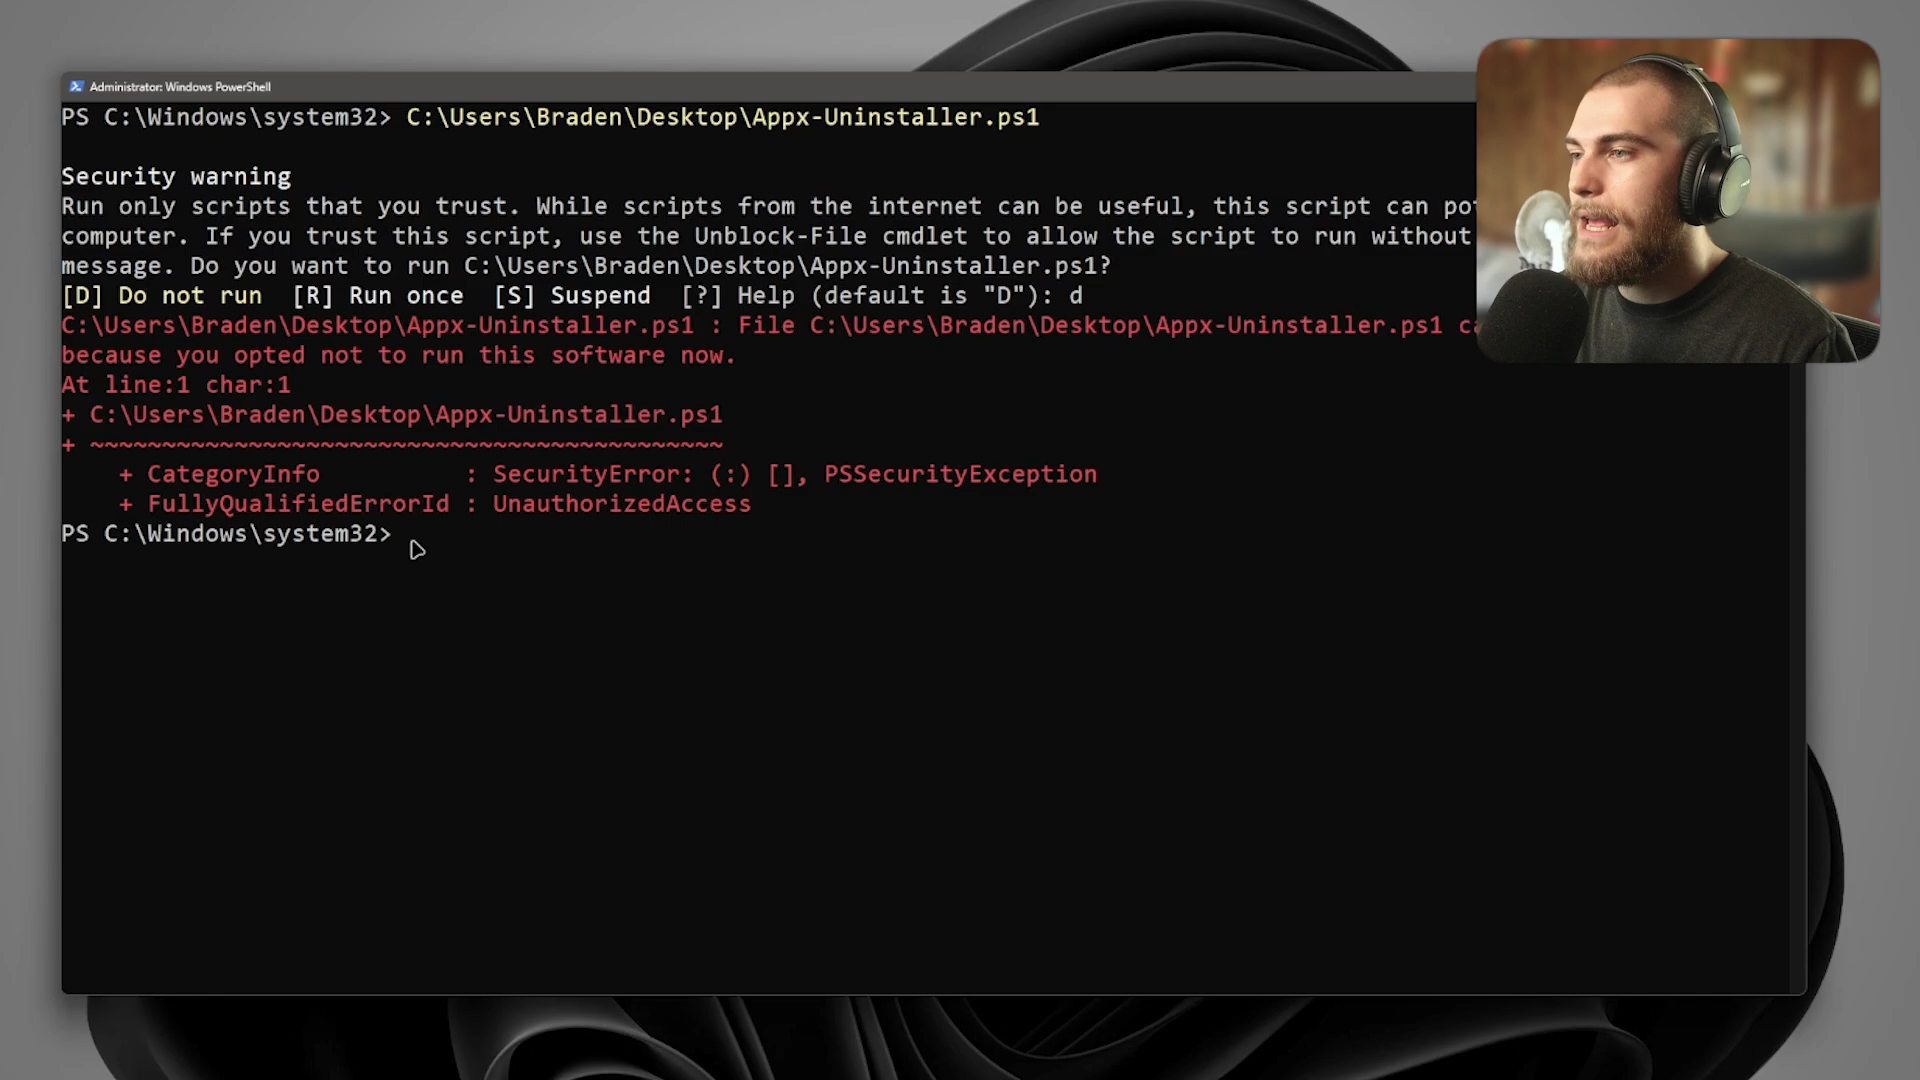 Administrator: Windows PowerShell
PS C:\Windows\system32> C:\Users\Braden\Desktop\Appx-Uninstaller.ps1
Security warning
Run only scripts that you trust. While scripts from the internet can be useful, this script can
computer. If you trust this script, use the Unblock-File cmdlet to allow the script to run without
message. Do you want to run C:\Users\Braden\Desktop\Appx-Uninstaller.ps1?
[D] Do not run  [R] Run once  [S] Suspend  [?] Help (default is "D"): d
C:\Users\Braden\Desktop\Appx-Uninstaller.ps1 : File C:\Users\Braden\Desktop\Appx-Uninstaller.ps1
because you opted not to run this software now.
At line:1 char:1
+ C:\Users\Braden\Desktop\Appx-Uninstaller.ps1
+ ~~~~~~~~~~~~~~~~~~~~~~~~~~~~~~~~~~~~~~~~~~~~
+ CategoryInfo          : SecurityError: (:) [], PSSecurityException
+ FullyQualifiedErrorId : UnauthorizedAccess
PS C:\Windows\system32>